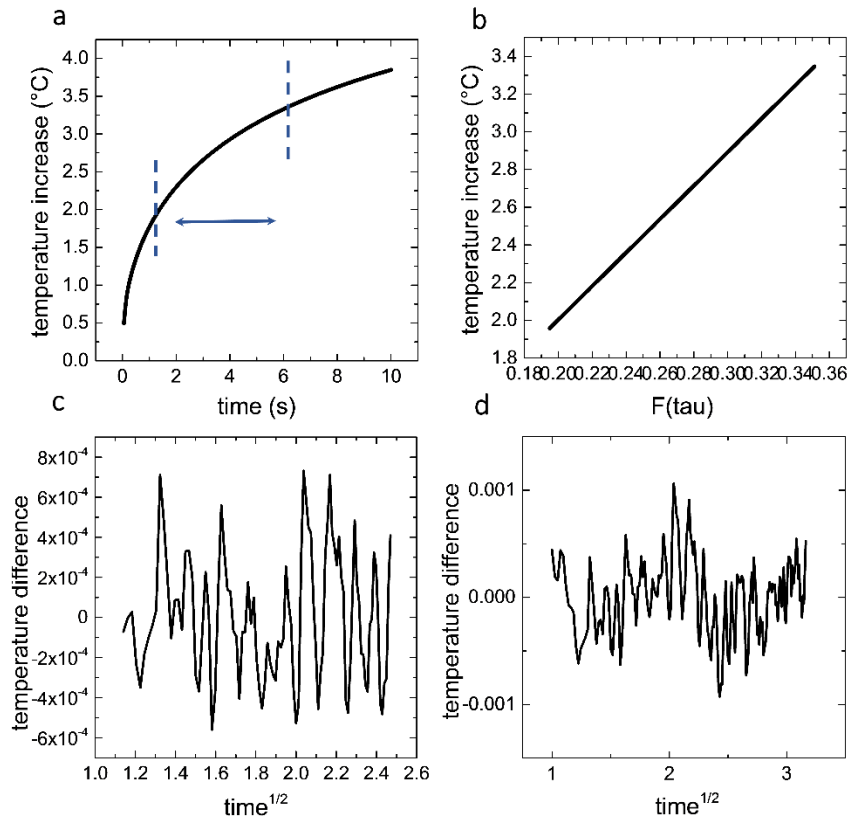 a
temperature increase (°C)
4.0
3.5
3.0
2.5
2.0
1.5
1.0
0.5
0.0
0 2 4 6 8 10
time (s)
b
temperature increase (°C)
3.4
3.2
3.0
2.8
2.6
2.4
2.2
2.0
1.8
0.18 0.20 0.22 0.24 0.26 0.28 0.30 0.32 0.34 0.36
F(tau)
c
temperature difference
8x10⁻⁴
6x10⁻⁴
4x10⁻⁴
2x10⁻⁴
0
-2x10⁻⁴
-4x10⁻⁴
-6x10⁻⁴
1.0 1.2 1.4 1.6 1.8 2.0 2.2 2.4 2.6
time^1/2
d
temperature difference
0.001
0.000
-0.001
1 2 3
time^1/2